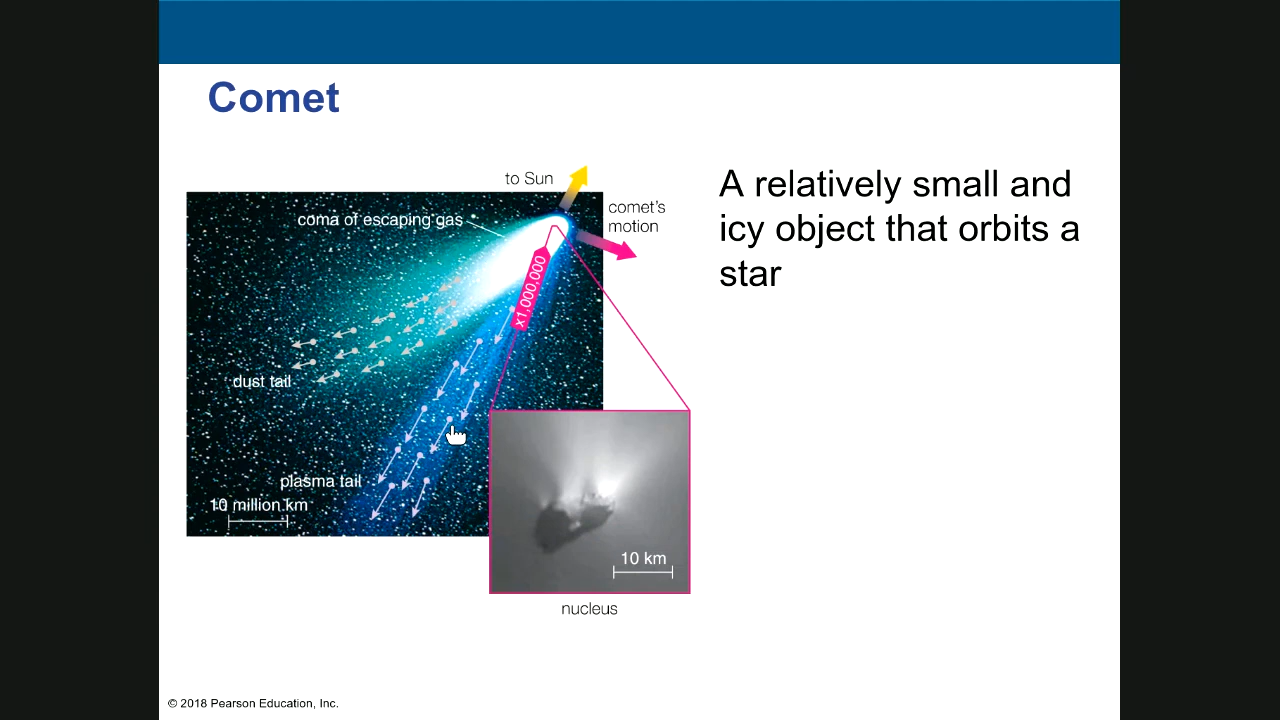 Comet
to Sun
coma of escaping gas
comet's
motion
x1,000,000
dust tail
plasma tail
10 million km
10 km
nucleus
A relatively small and
icy object that orbits a
star
© 2018 Pearson Education, Inc.